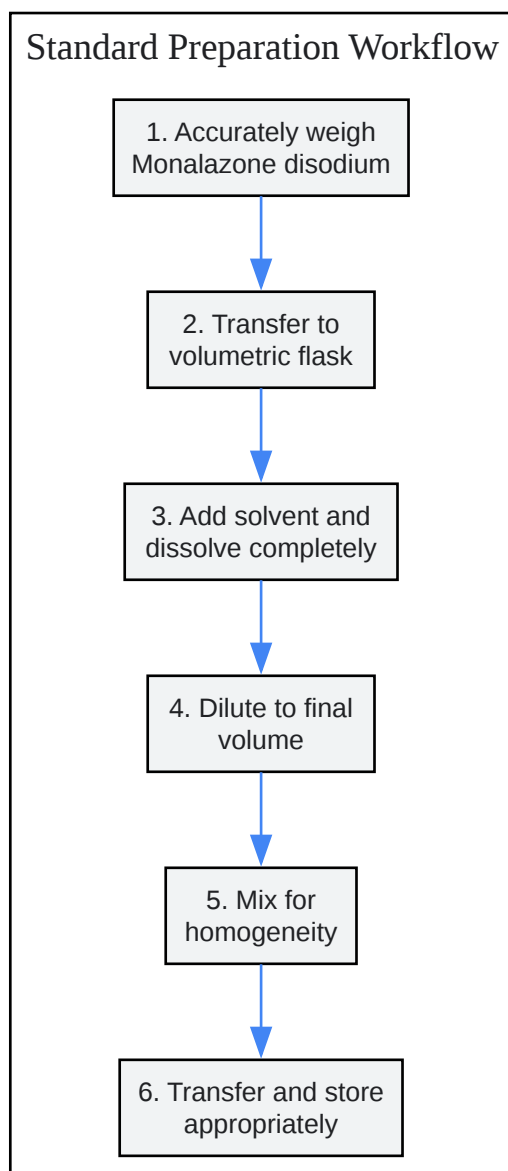 Standard Preparation Workflow
1. Accurately weigh
Monalazone disodium
2. Transfer to
volumetric flask
3. Add solvent and
dissolve completely
4. Dilute to final
volume
5. Mix for
homogeneity
6. Transfer and store
appropriately